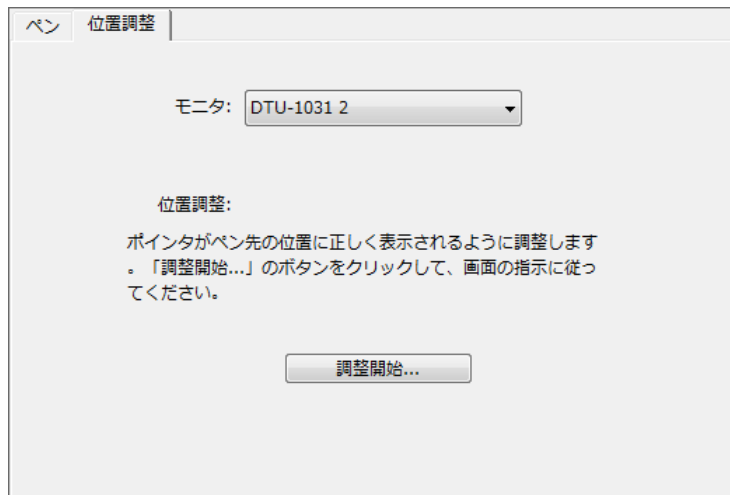 ペン 位置調整
モニタ: DTU-1031 2
位置調整:
ポインタがペン先の位置に正しく表示されるように調整します
。「調整開始...」のボタンをクリックして、画面の指示に従っ
てください。
調整開始...